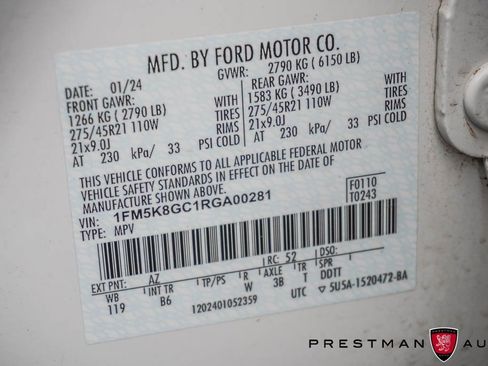 MFD. BY FORD MOTOR CO.
DATE: 01/24 GVWR: 2790 KG ( 6150 LB)
FRONT GAWR: REAR GAWR:
1266 KG ( 2790 LB) 1583 KG ( 3490 LB)
275/45R21 110W TIRES 275/45R21 110W TIRES
21x9.0J RIMS 21x9.0J RIMS
AT 230 kPa/ 33 PSI COLD AT 230 kPa/ 33 PSI COLD
THIS VEHICLE CONFORMS TO ALL APPLICABLE FEDERAL MOTOR
VEHICLE SAFETY STANDARDS IN EFFECT ON THE DATE OF
MANUFACTURE SHOWN ABOVE.
VIN: 1FM5K8GC1RGA00281 F0110
TYPE: MPV T0243
EXT PNT: AZ RC: 52 DSO:
WB INT TR TP/PS R AXLE TR SPR
119 B6 W 3B T DDTT
1202401052359 UTC 5U5A-1520472-BA
PRESTMAN AU